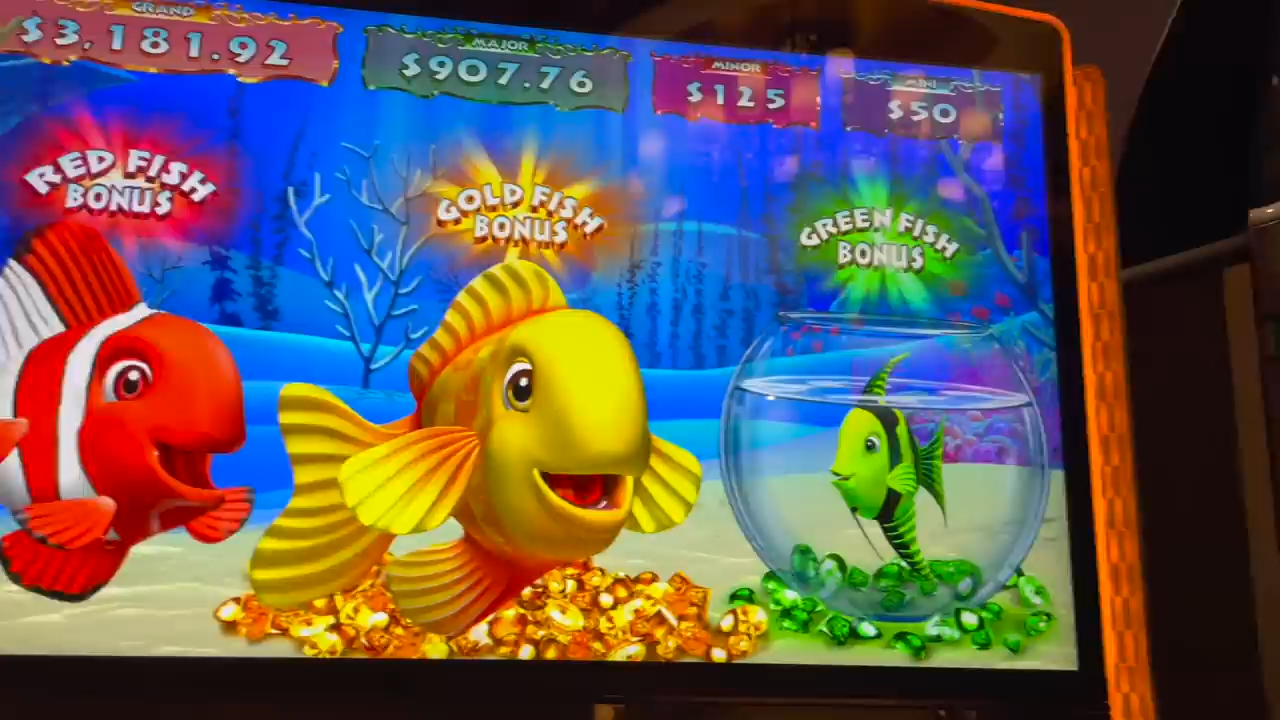 GRAND
$3,181.92
MAJOR
$907.76
MINOR
$125
MINI
$50
RED FISH
BONUS
GOLD FISH
BONUS
GREEN FISH
BONUS